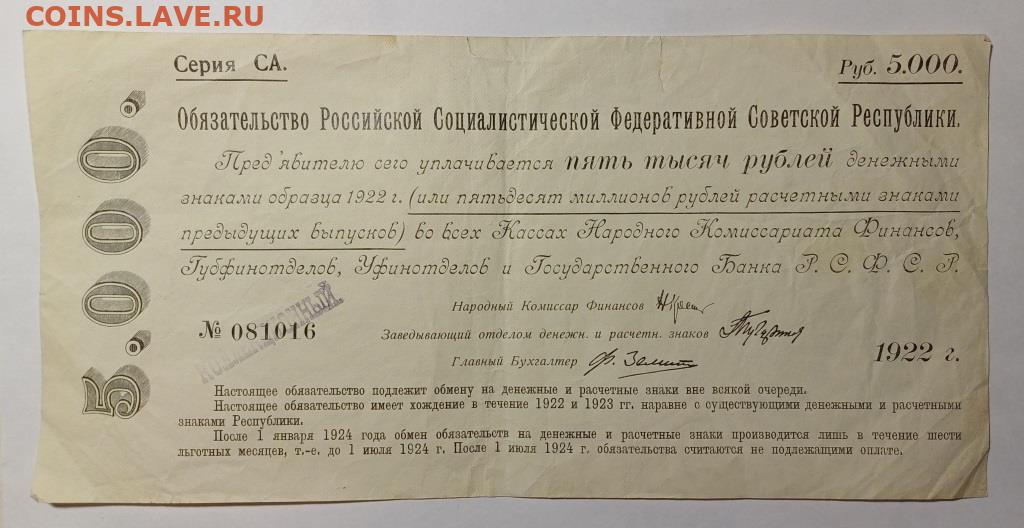 COINS.LAVE.RU
Серия СА.
Руб. 5.000.
5.000.
Обязательство Российской Социалистической Федеративной Советской Республики.
Пред'явителю сего уплачивается пять тысяч рублей денежными
знаками образца 1922 г. (или пятьдесят миллионов рублей расчетными знаками
предыдущих выпусков) во всех Кассах Народного Комиссариата Финансов,
Губфинотделов, Уфинотделов и Государственного Банка Р. С. Ф. С. Р.
Народный Комиссар Финансов
№ 081016
Заведывающий отделом денежн. и расчетн. знаков
Главный Бухгалтер
1922 г.
Настоящее обязательство подлежит обмену на денежные и расчетные знаки вне всякой очереди.
Настоящее обязательство имеет хождение в течение 1922 и 1923 гг. наравне с существующими денежными и расчетными
знаками Республики.
После 1 января 1924 года обмен обязательств на денежные и расчетные знаки производится лишь в течение шести
льготных месяцев, т.-е. до 1 июля 1924 г. После 1 июля 1924 г. обязательства считаются не подлежащими оплате.